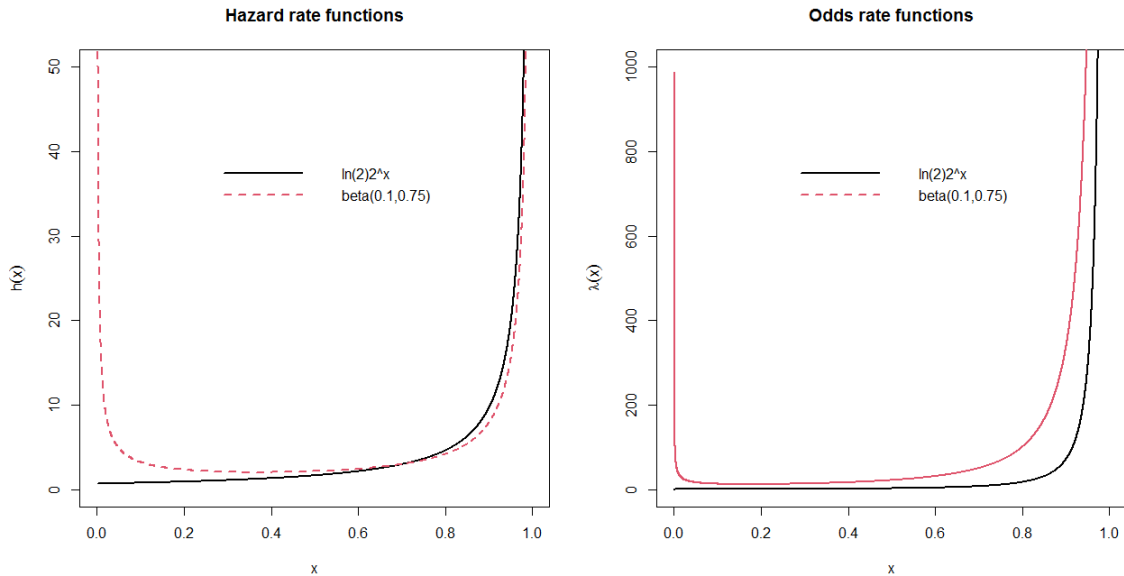 Hazard rate functions
h(x)
50
40
30
20
10
0
ln(2)2^x
beta(0.1,0.75)
0.0 0.2 0.4 0.6 0.8 1.0
x
Odds rate functions
λ(x)
1000
800
600
400
200
0
ln(2)2^x
beta(0.1,0.75)
0.0 0.2 0.4 0.6 0.8 1.0
x